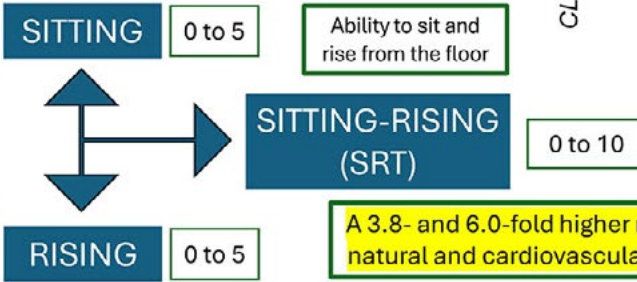 SITTING
0 to 5
Ability to sit and
rise from the floor
CL
SITTING-RISING
(SRT)
0 to 10
RISING
0 to 5
A 3.8- and 6.0-fold higher
natural and cardiovascula